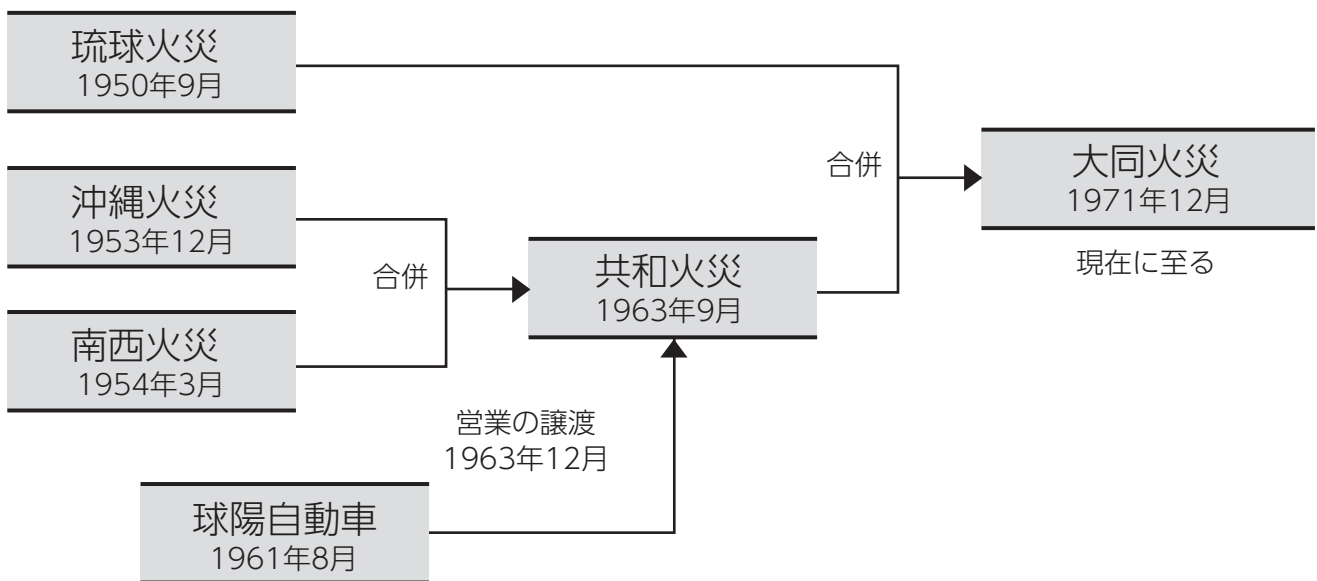 琉球火災
1950年9月
沖縄火災
1953年12月
南西火災
1954年3月
合併
共和火災
1963年9月
営業の譲渡
1963年12月
球陽自動車
1961年8月
合併
大同火災
1971年12月
現在に至る